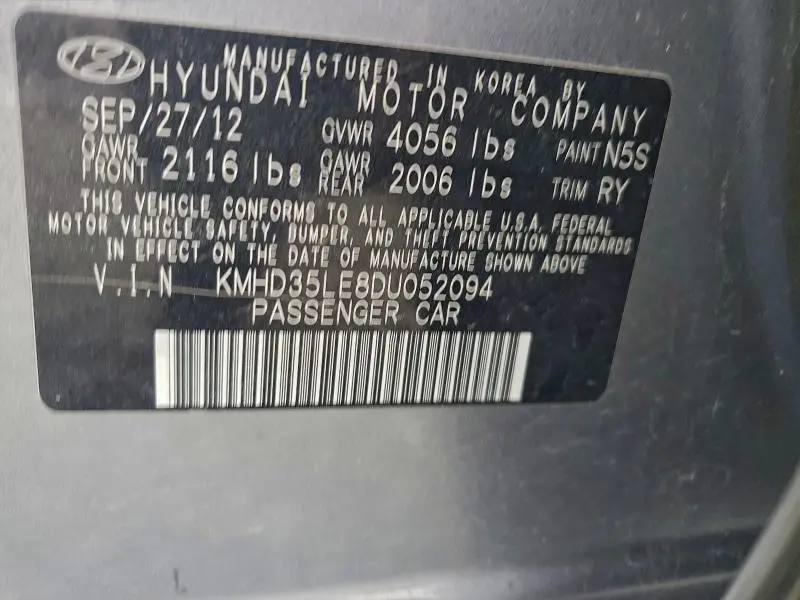 MANUFACTURED IN KOREA BY
HYUNDAI MOTOR COMPANY
SEP/27/12 GVWR 4056 lbs PAINT N5S
GAWR FRONT 2116 lbs GAWR REAR 2006 lbs TRIM RY
THIS VEHICLE CONFORMS TO ALL APPLICABLE U.S.A. FEDERAL
MOTOR VEHICLE SAFETY, BUMPER, AND THEFT PREVENTION STANDARDS
IN EFFECT ON THE DATE OF MANUFACTURE SHOWN ABOVE
V.I.N KMHD35LE8DU052094
PASSENGER CAR